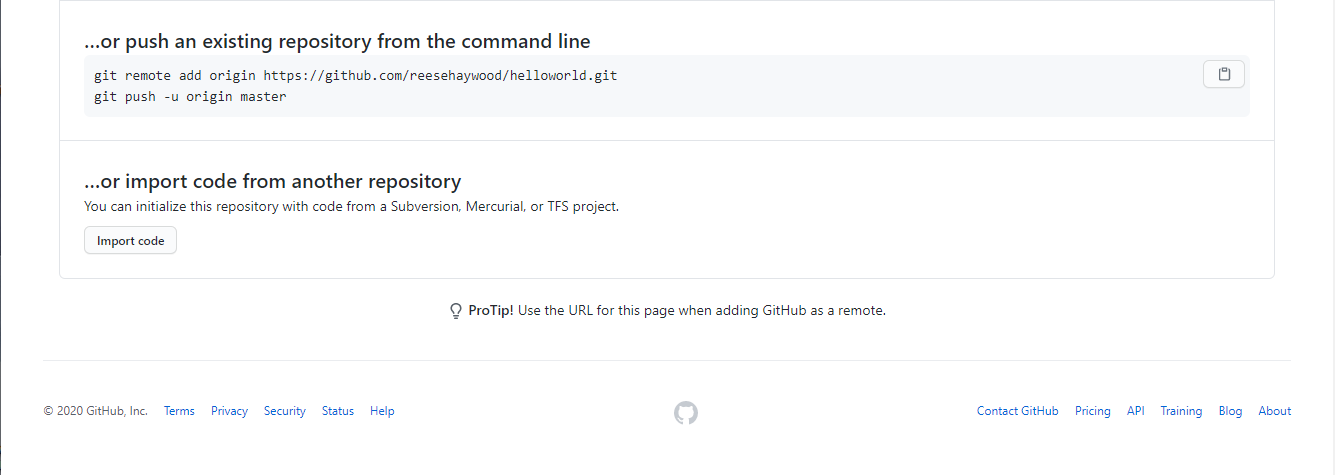 ...or push an existing repository from the command line
git remote add origin https://github.com/reesehaywood/helloworld.git
git push -u origin master
...or import code from another repository
You can initialize this repository with code from a Subversion, Mercurial, or TFS project.
Import code
ProTip! Use the URL for this page when adding GitHub as a remote.
© 2020 GitHub, Inc. Terms Privacy Security Status Help Contact GitHub Pricing API Training Blog About